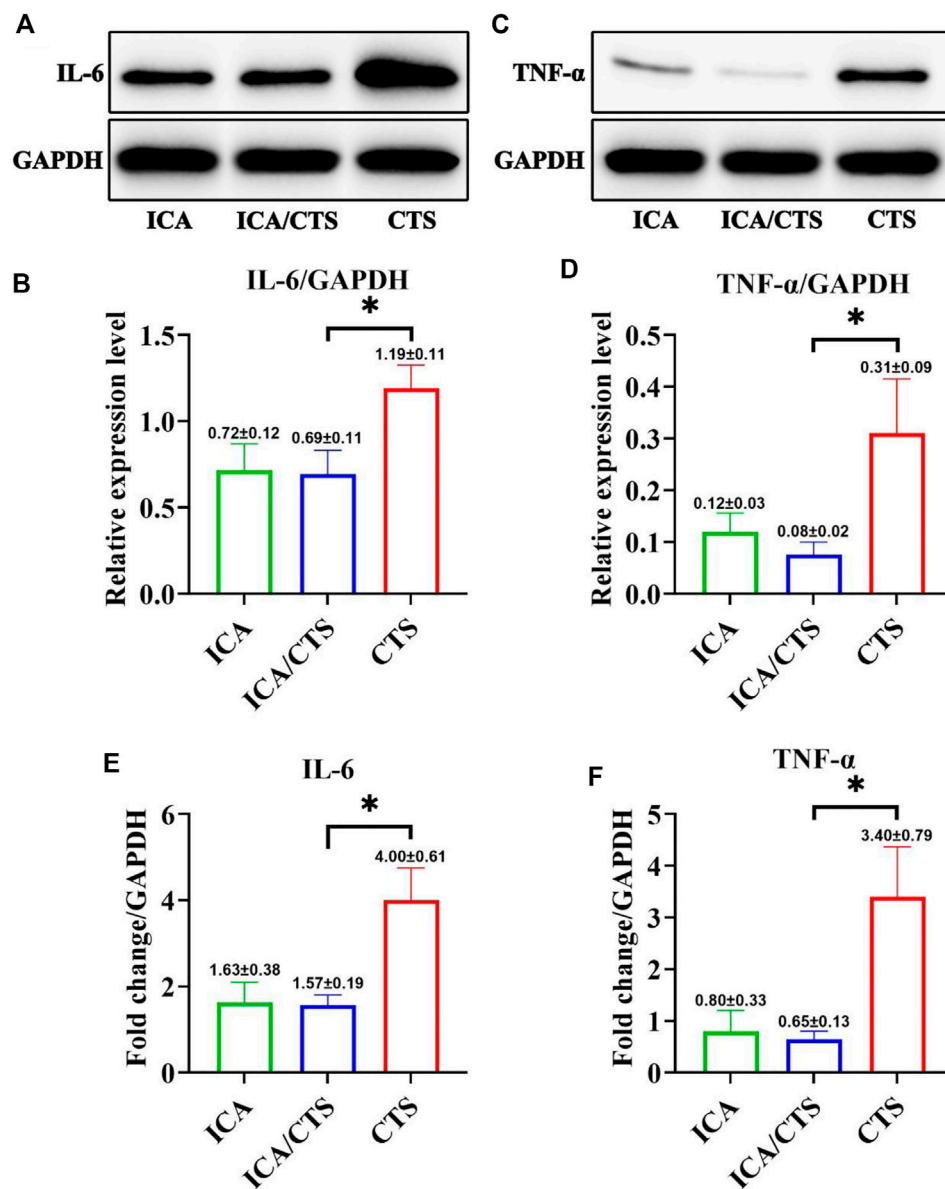 A
IL-6
GAPDH
ICA ICA/CTS CTS
C
TNF-α
GAPDH
ICA ICA/CTS CTS
B
IL-6/GAPDH
*
Relative expression level
1.5
1.0
0.5
0.0
0.72±0.12
0.69±0.11
1.19±0.11
ICA
ICA/CTS
CTS
D
TNF-α/GAPDH
*
Relative expression level
0.5
0.4
0.3
0.2
0.1
0.0
0.12±0.03
0.08±0.02
0.31±0.09
ICA
ICA/CTS
CTS
E
IL-6
*
Fold change/GAPDH
6
4
2
0
1.63±0.38
1.57±0.19
4.00±0.61
ICA
ICA/CTS
CTS
F
TNF-α
*
Fold change/GAPDH
5
4
3
2
1
0
0.80±0.33
0.65±0.13
3.40±0.79
ICA
ICA/CTS
CTS